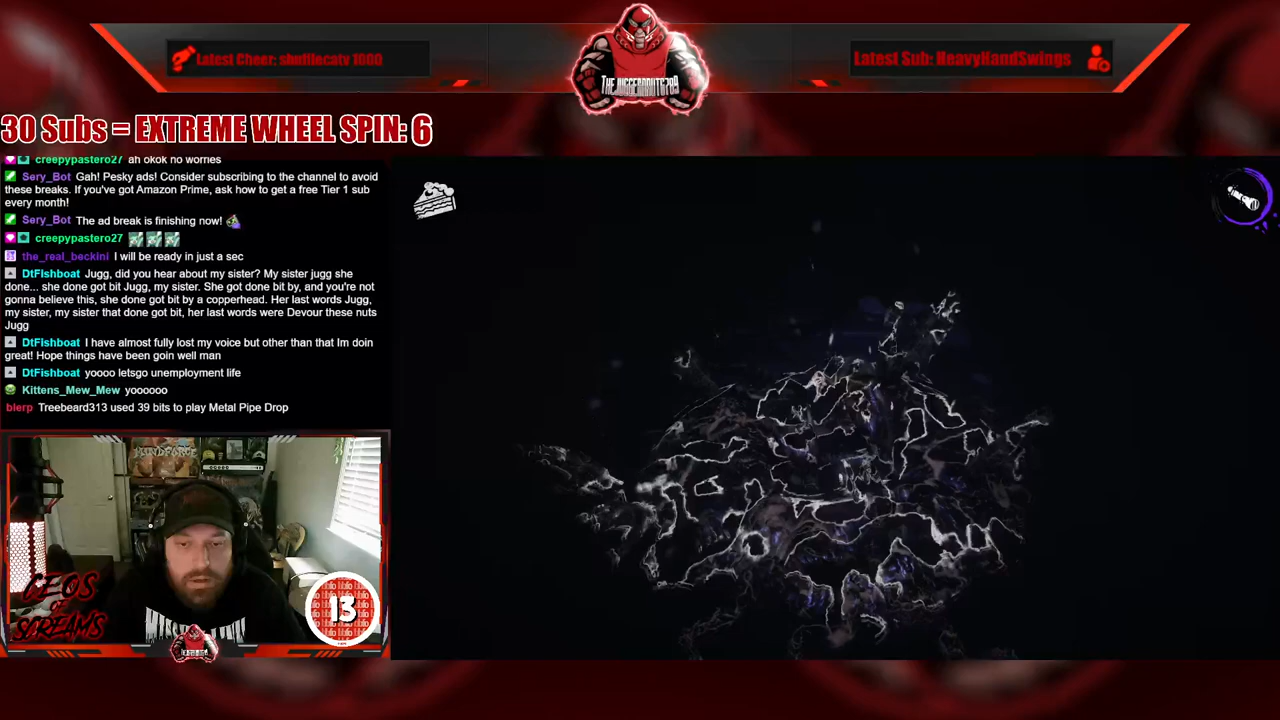 Latest Cheer: shufflecatv 1000
THEJUGGERNUT6789
Latest Sub: HeavyHandSwings
30 Subs = EXTREME WHEEL SPIN: 6
creepypastero27 ah okok no worries
Sery_Bot Gah! Pesky ads! Consider subscribing to the channel to avoid
these breaks. If you've got Amazon Prime, ask how to get a free Tier 1 sub
every month!
Sery_Bot The ad break is finishing now!
creepypastero27
the_real_beckini I will be ready in just a sec
DtFIshboat Jugg, did you hear about my sister? My sister jugg she
done... she done got bit Jugg, my sister. She got done bit by, and you're not
gonna believe this, she done got bit by a copperhead. Her last words Jugg,
my sister, my sister that done got bit, her last words were Devour these nuts
Jugg
DtFIshboat I have almost fully lost my voice but other than that Im doin
great! Hope things have been goin well man
DtFIshboat yoooo letsgo unemployment life
Kittens_Mew_Mew yoooooo
blerp Treebeard313 used 39 bits to play Metal Pipe Drop
MINDFORCE
CEOS
OF
SCREAMS
13